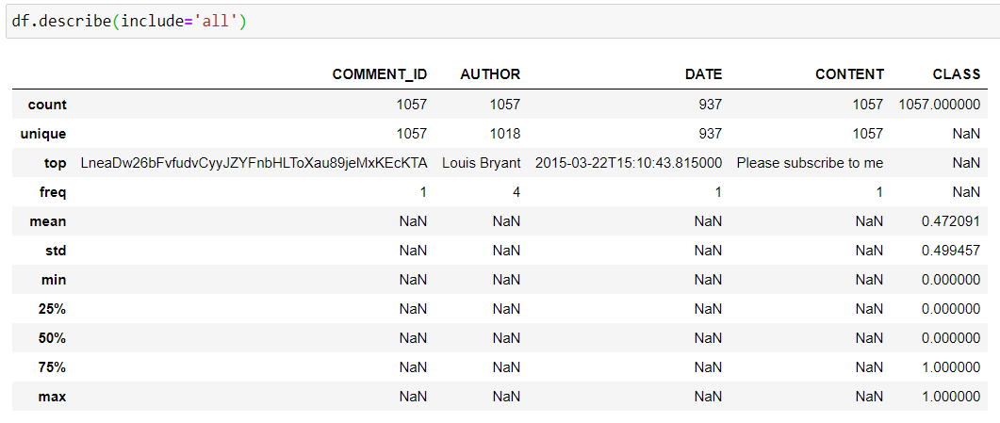 df.describe(include='all')
COMMENT_ID AUTHOR DATE CONTENT CLASS
count 1057 1057 937 1057 1057.000000
unique 1057 1018 937 1057 NaN
top LneaDw26bFvfudvCyyJZYFnbHLToXau89jeMxKEcKTA Louis Bryant 2015-03-22T15:10:43.815000 Please subscribe to me NaN
freq 1 4 1 1 NaN
mean NaN NaN NaN NaN 0.472091
std NaN NaN NaN NaN 0.499457
min NaN NaN NaN NaN 0.000000
25% NaN NaN NaN NaN 0.000000
50% NaN NaN NaN NaN 0.000000
75% NaN NaN NaN NaN 1.000000
max NaN NaN NaN NaN 1.000000